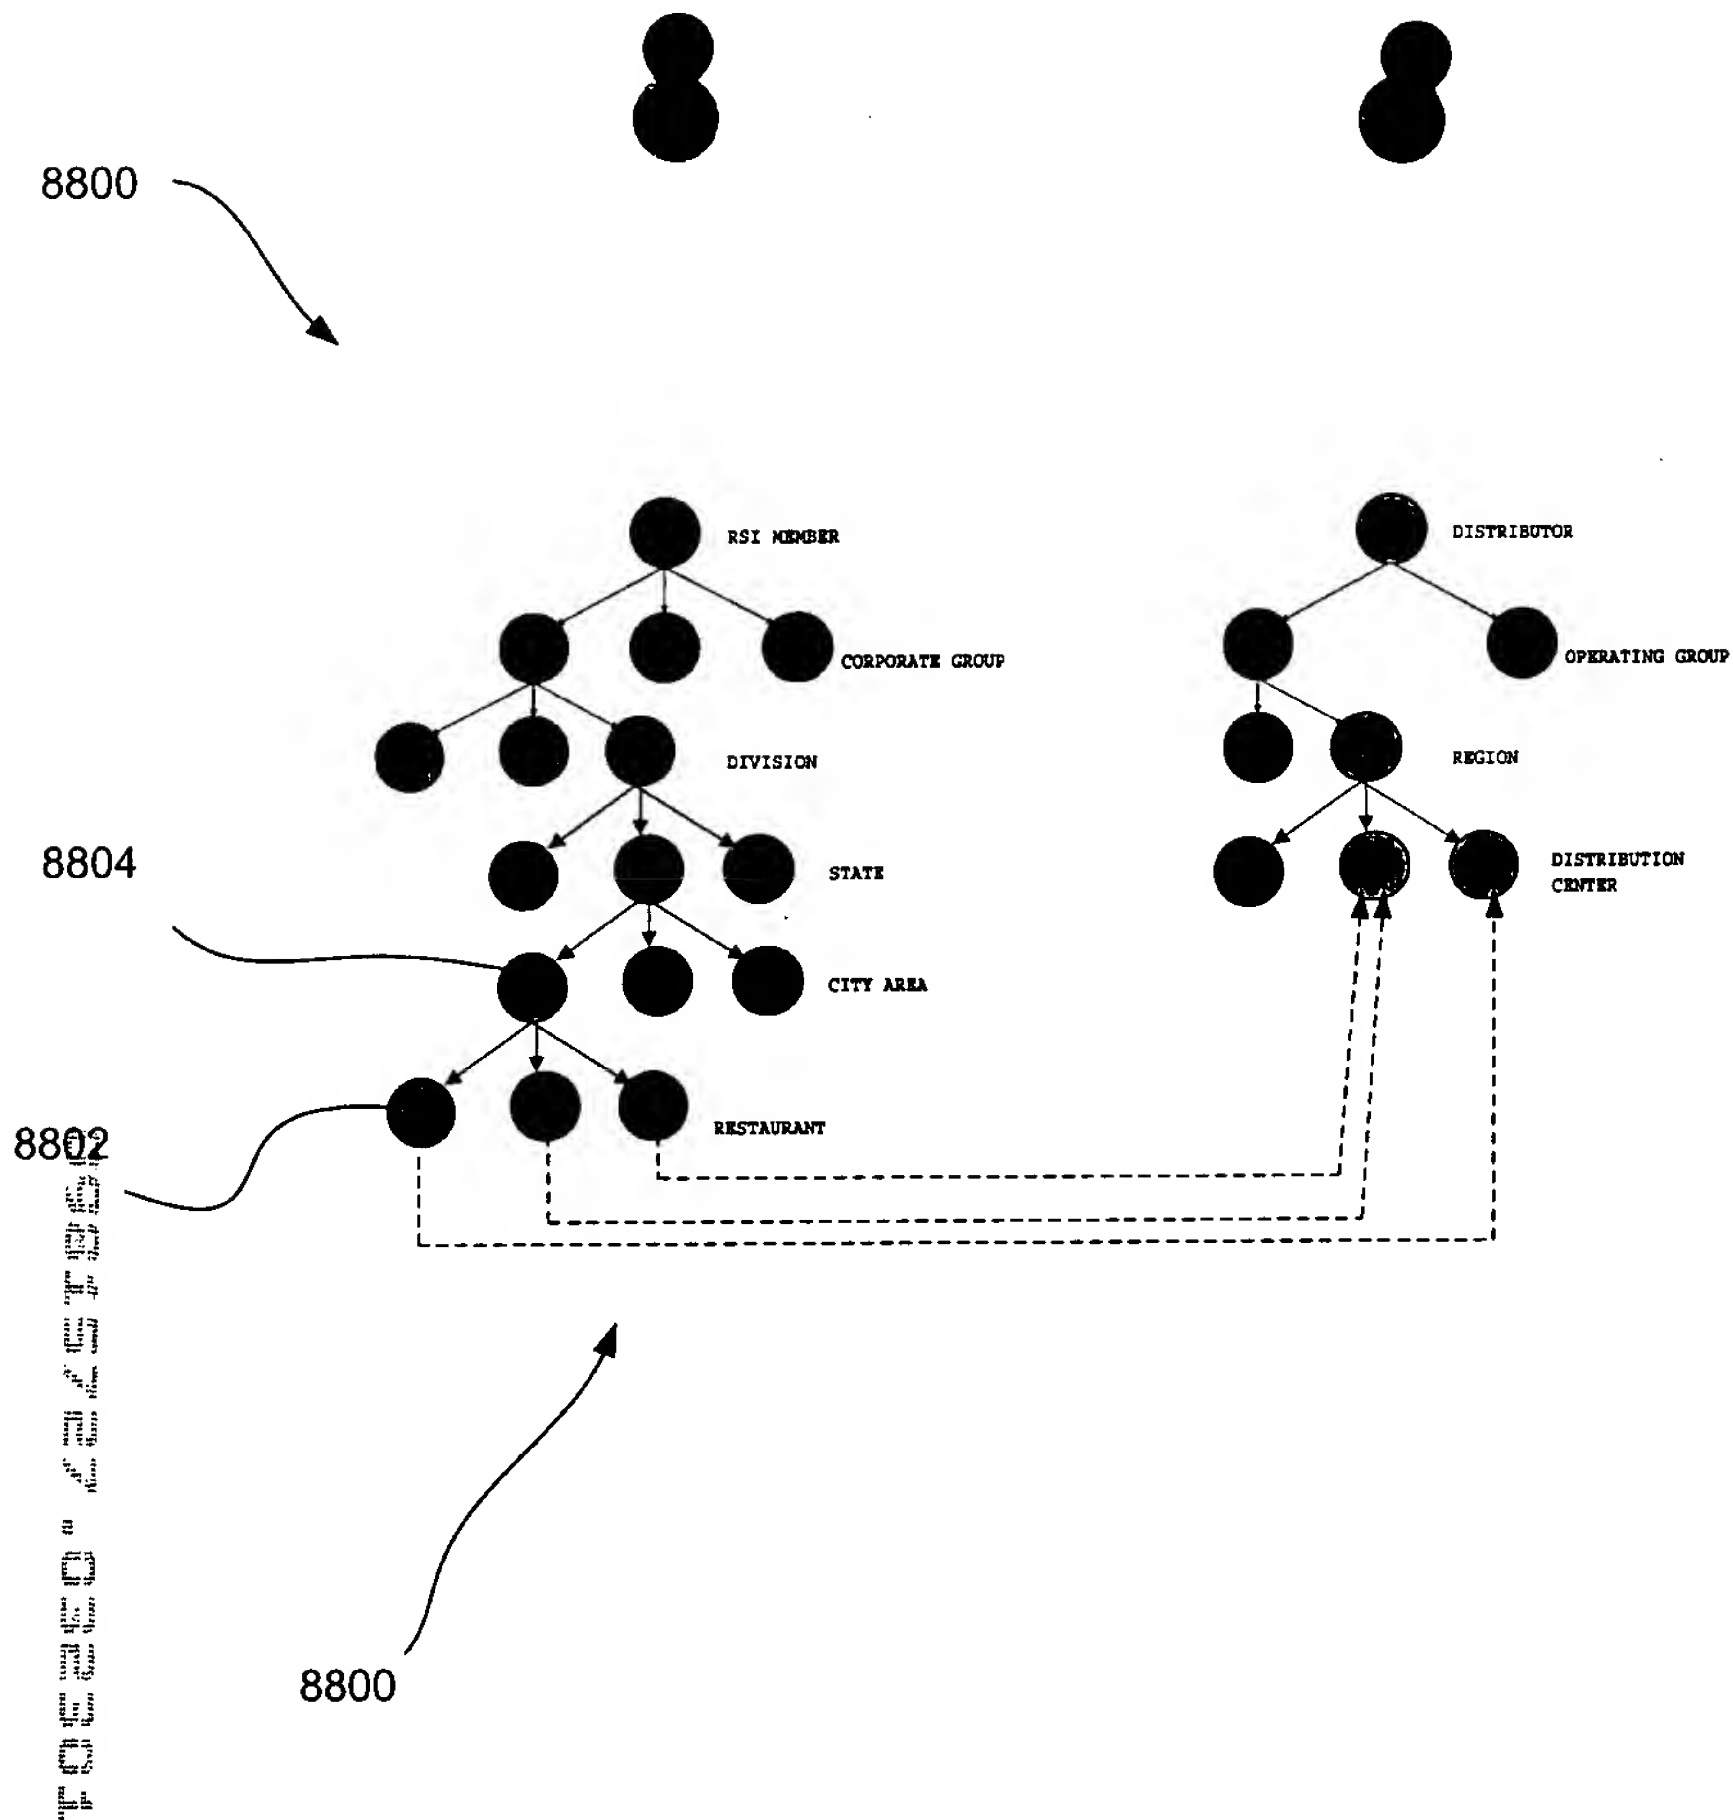 8800
RSI MEMBER
DISTRIBUTOR
CORPORATE GROUP
OPERATING GROUP
DIVISION
REGION
8804
STATE
DISTRIBUTION
CENTER
CITY AREA
8802
RESTAURANT
8800